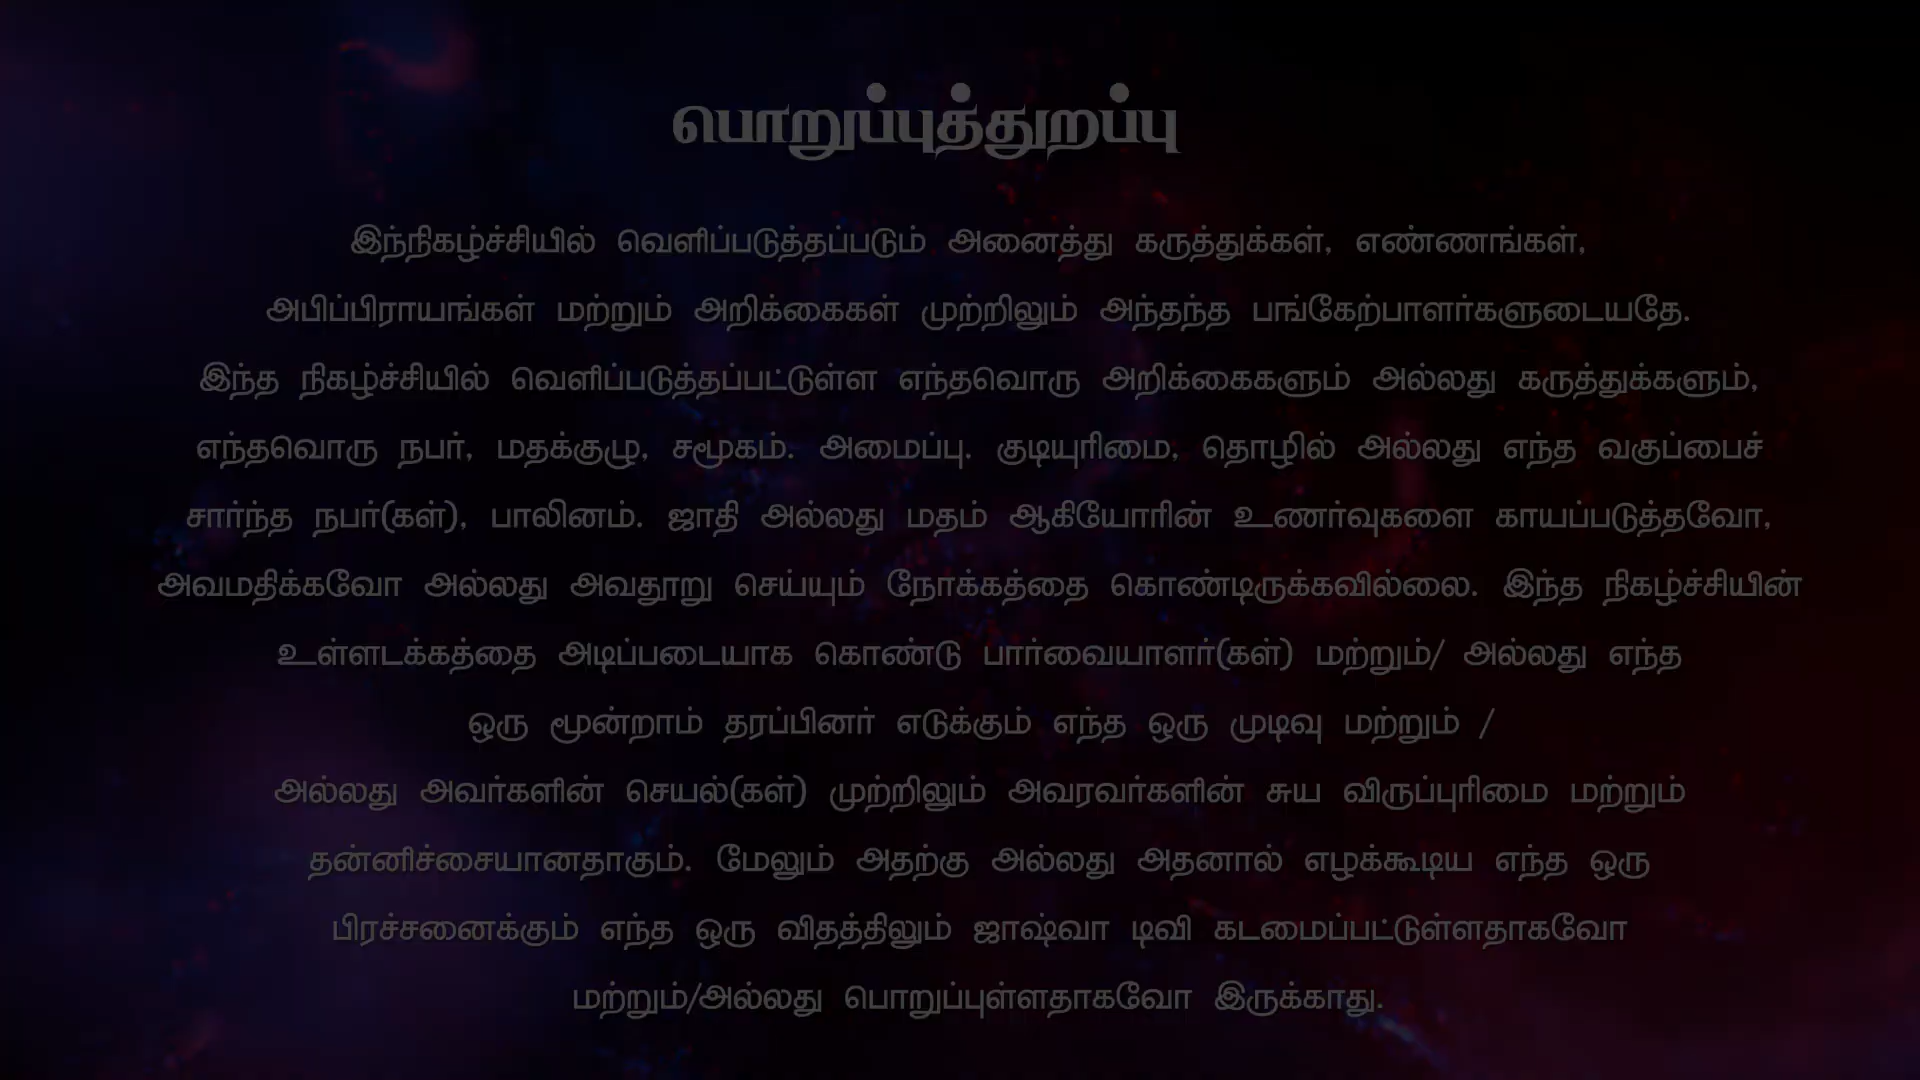 பொறுப்புத்துறப்பு
இந்நிகழ்ச்சியில் வெளிப்படுத்தப்படும் அனைத்து கருத்துக்கள், எண்ணங்கள்,
அபிப்பிராயங்கள் மற்றும் அறிக்கைகள் முற்றிலும் அந்தந்த பங்கேற்பாளர்களுடையதே.
இந்த நிகழ்ச்சியில் வெளிப்படுத்தப்பட்டுள்ள எந்தவொரு அறிக்கைகளும் அல்லது கருத்துக்களும்,
எந்தவொரு நபர், மதக்குழு, சமூகம். அமைப்பு. குடியுரிமை, தொழில் அல்லது எந்த வகுப்பைச்
சார்ந்த நபர்(கள்), பாலினம். ஜாதி அல்லது மதம் ஆகியோரின் உணர்வுகளை காயப்படுத்தவோ,
அவமதிக்கவோ அல்லது அவதூறு செய்யும் நோக்கத்தை கொண்டிருக்கவில்லை. இந்த நிகழ்ச்சியின்
உள்ளடக்கத்தை அடிப்படையாக கொண்டு பார்வையாளர்(கள்) மற்றும்/ அல்லது எந்த
ஒரு மூன்றாம் தரப்பினர் எடுக்கும் எந்த ஒரு முடிவு மற்றும் /
அல்லது அவர்களின் செயல்(கள்) முற்றிலும் அவரவர்களின் சுய விருப்புரிமை மற்றும்
தன்னிச்சையானதாகும். மேலும் அதற்கு அல்லது அதனால் எழக்கூடிய எந்த ஒரு
பிரச்சனைக்கும் எந்த ஒரு விதத்திலும் ஜாஷ்வா டிவி கடமைப்பட்டுள்ளதாகவோ
மற்றும்/அல்லது பொறுப்புள்ளதாகவோ இருக்காது.